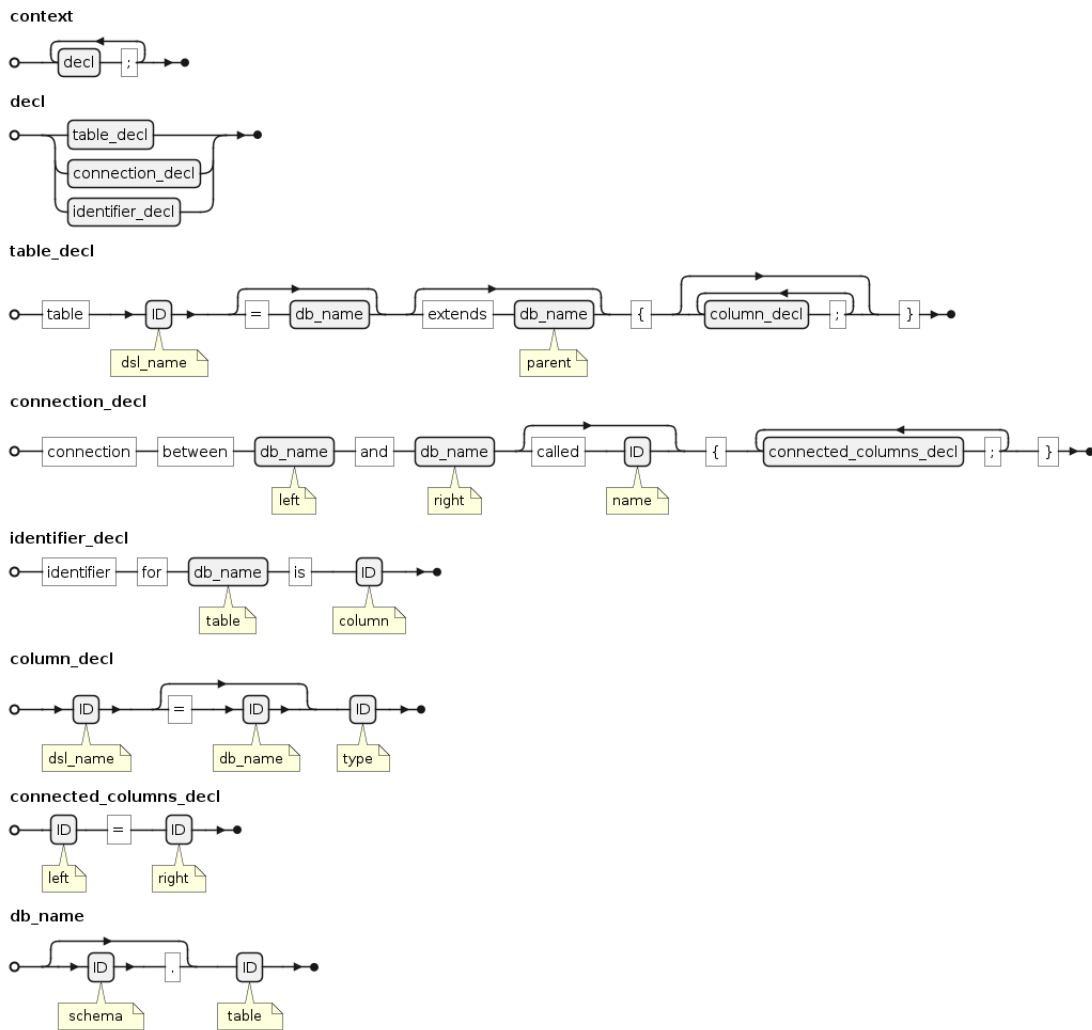 context
decl ;
decl
table_decl
connection_decl
identifier_decl
table_decl
table ID = db_name extends db_name { column_decl ; }
dsl_name parent
connection_decl
connection between db_name and db_name called ID { connected_columns_decl ; }
left right name
identifier_decl
identifier for db_name is ID
table column
column_decl
ID = ID ID
dsl_name db_name type
connected_columns_decl
ID = ID
left right
db_name
ID . ID
schema table